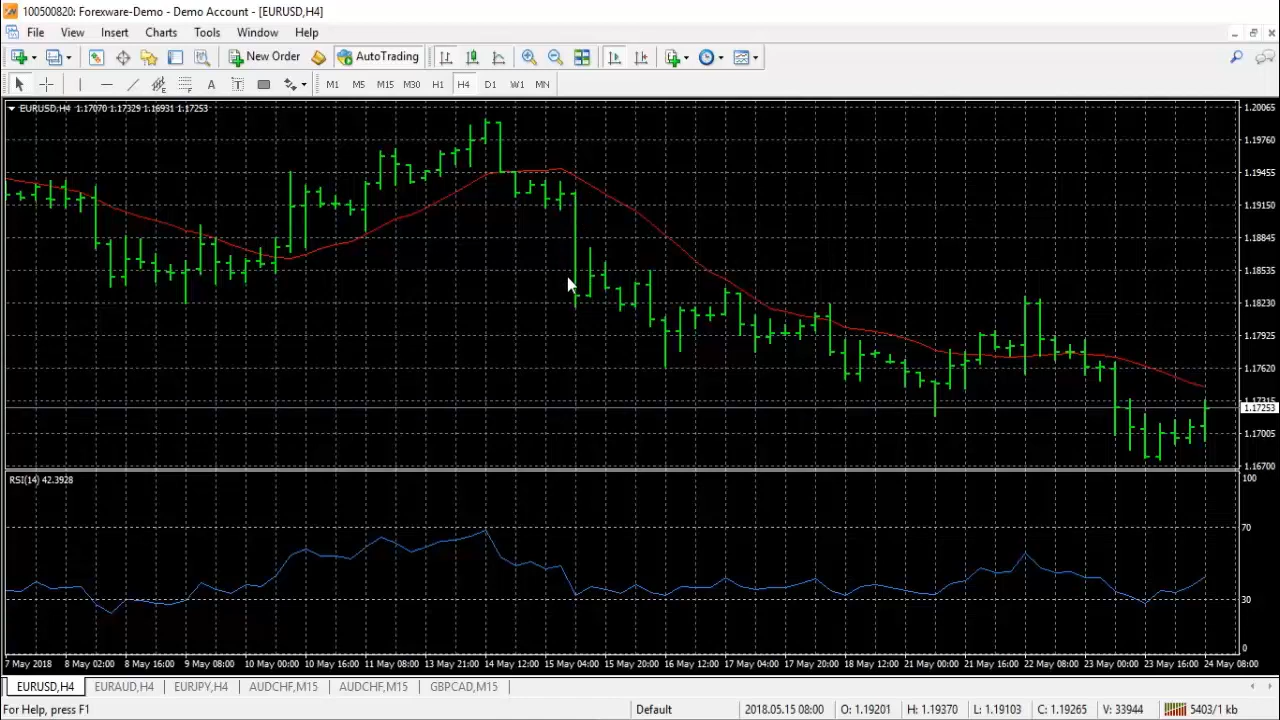 100500820: Forexware-Demo - Demo Account - [EURUSD,H4]
File View Insert Charts Tools Window Help
New Order AutoTrading
A T M1 M5 M15 M30 H1 H4 D1 W1 MN
EURUSD,H4 1.17070 1.17329 1.16931 1.17253
1.20065
1.19760
1.19455
1.19150
1.18845
1.18535
1.18230
1.17925
1.17620
1.17315
1.17253
1.17005
1.16700
RSI(14) 42.3928
100
70
30
0
7 May 2018 8 May 02:00 8 May 16:00 9 May 08:00 10 May 00:00 10 May 16:00 11 May 08:00 13 May 21:00 14 May 12:00 15 May 04:00 15 May 20:00 16 May 12:00 17 May 04:00 17 May 20:00 18 May 12:00 21 May 00:00 21 May 16:00 22 May 08:00 23 May 00:00 23 May 16:00 24 May 08:00
EURUSD,H4 EURAUD,H4 EURJPY,H4 AUDCHF,M15 AUDCHF,M15 GBPCAD,M15
For Help, press F1 Default 2018.05.15 08:00 O: 1.19201 H: 1.19370 L: 1.19103 C: 1.19265 V: 33944 5403/1 kb